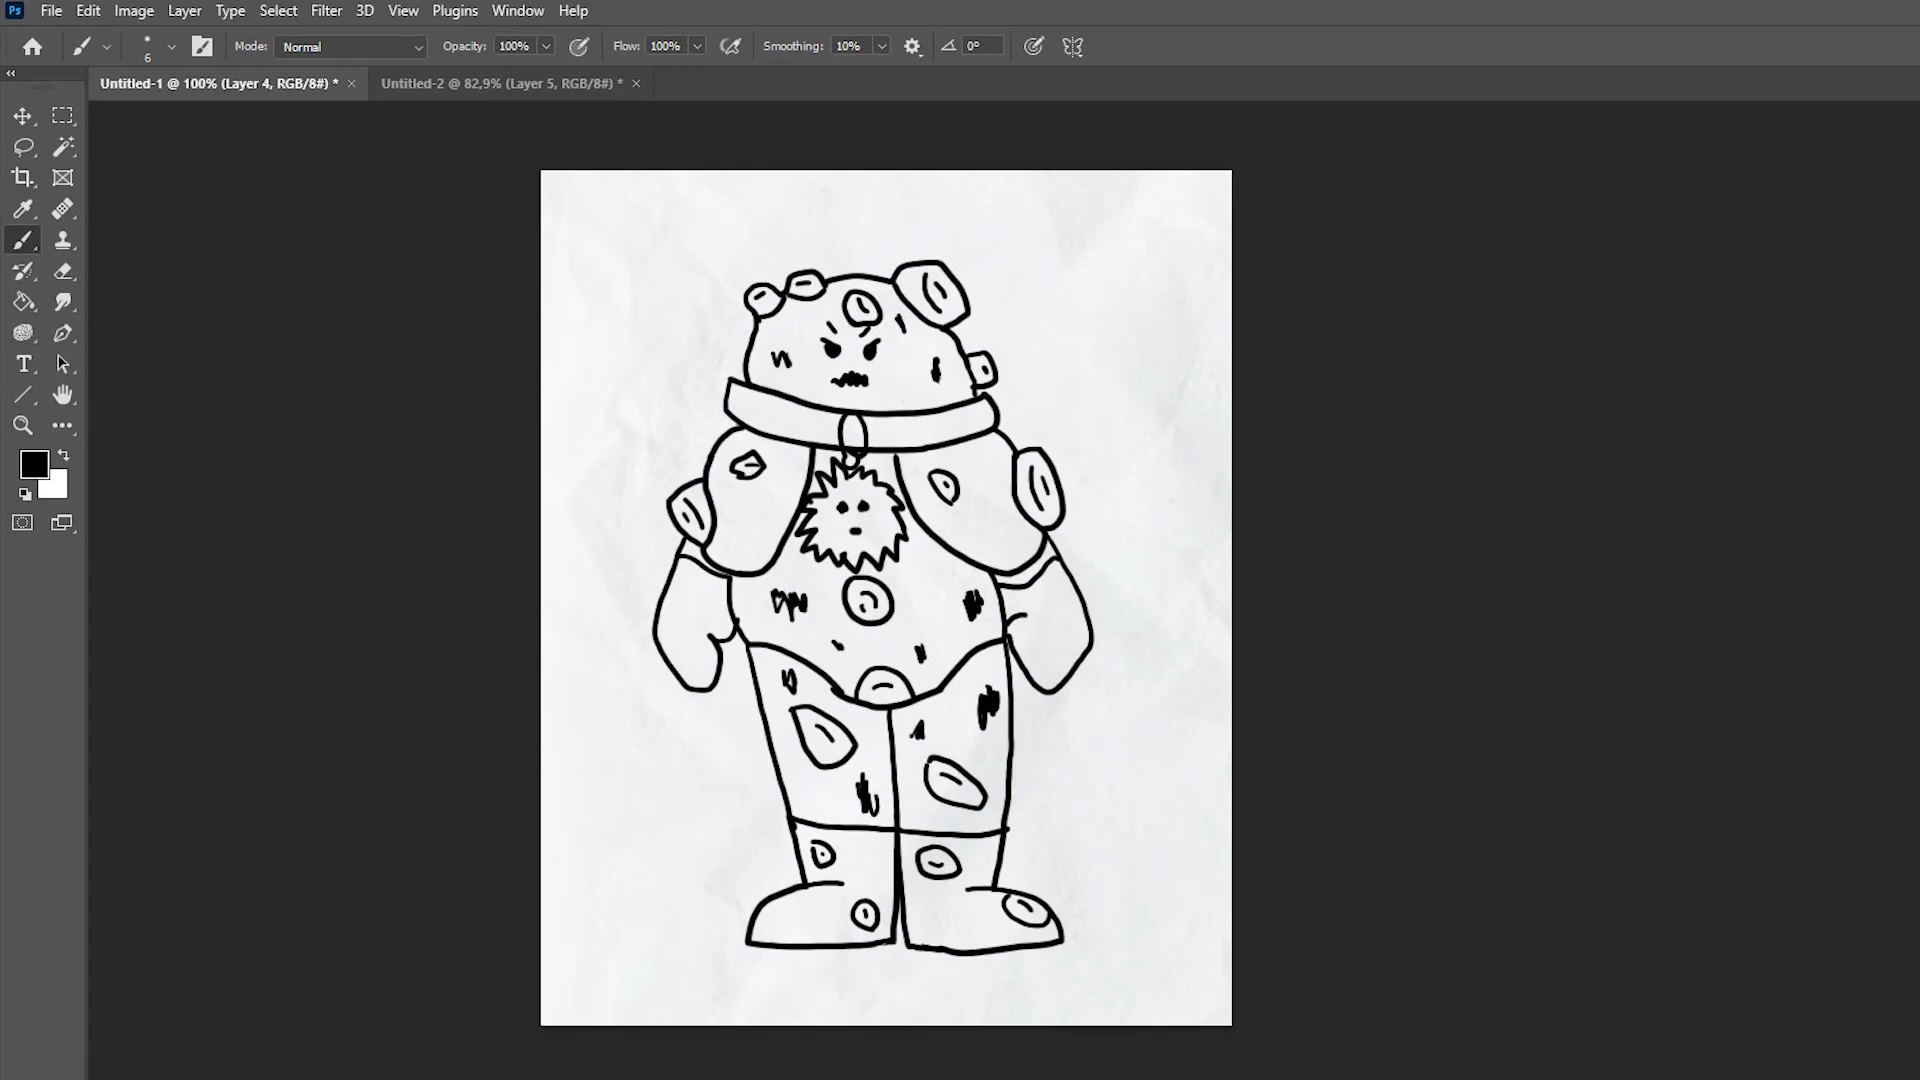 Ps File Edit Image Layer Type Select Filter 3D View Plugins Window Help
6 Mode: Normal Opacity: 100% Flow: 100% Smoothing: 10% 0°
Untitled-1 @ 100% (Layer 4, RGB/8#) * Untitled-2 @ 82,9% (Layer 5, RGB/8#) *